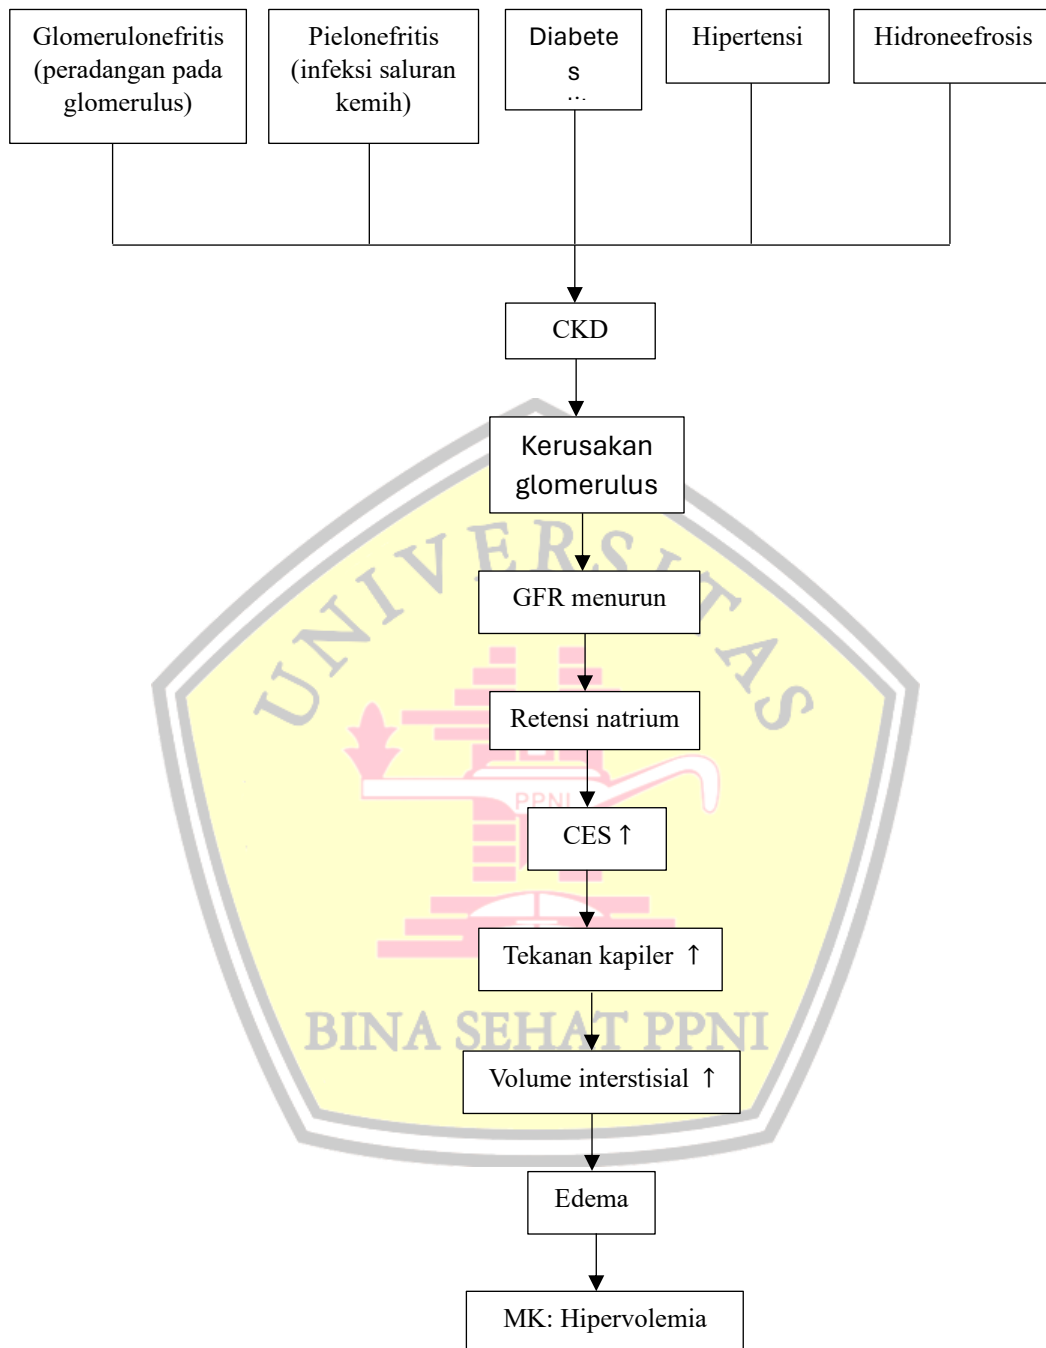 Glomerulonefritis
(peradangan pada
glomerulus)
Pielonefritis
(infeksi saluran
kemih)
Diabete
s
Hipertensi
Hidroneefrosis
CKD
Kerusakan
glomerulus
UNIVERSITAS
GFR menurun
Retensi natrium
PPNI
CES ↑
Tekanan kapiler ↑
BINA SEHAT PPNI
Volume interstisial ↑
Edema
MK: Hipervolemia